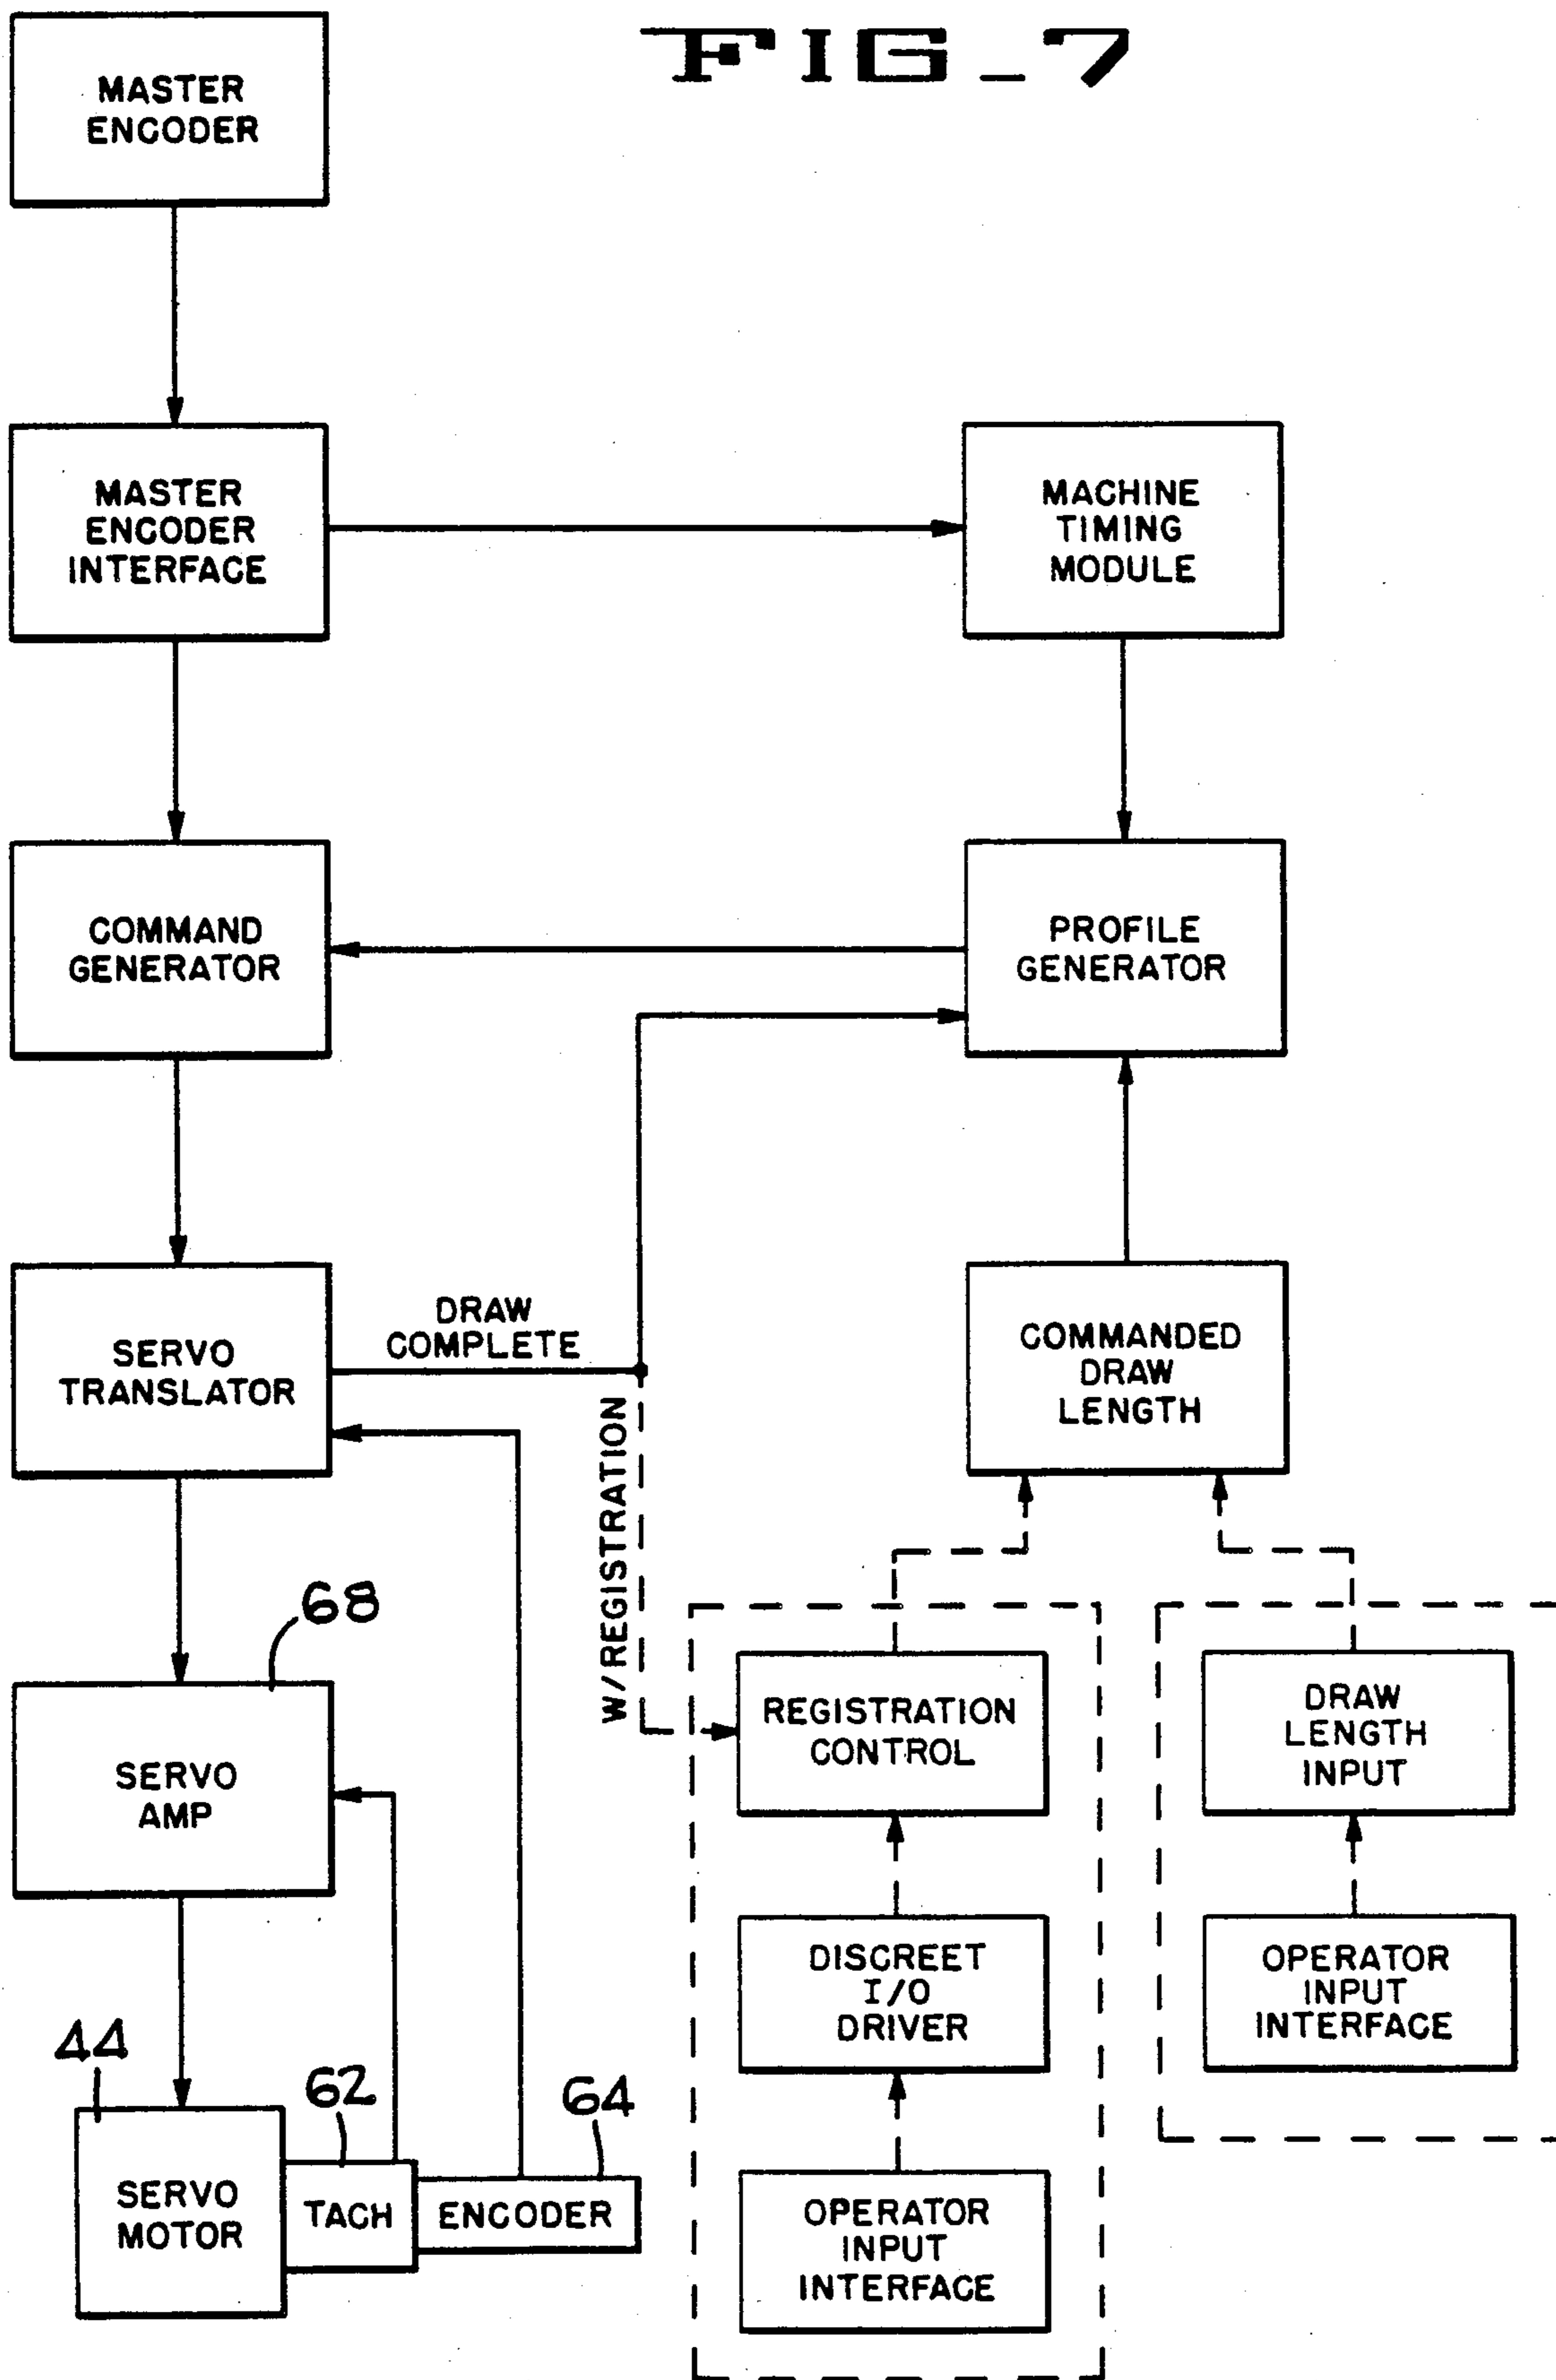 FIG_7
MASTER
ENCODER
MASTER
ENCODER
INTERFACE
MACHINE
TIMING
MODULE
COMMAND
GENERATOR
PROFILE
GENERATOR
SERVO
TRANSLATOR
DRAW
COMPLETE
COMMANDED
DRAW
LENGTH
W/REGISTRATION
68
SERVO
AMP
REGISTRATION
CONTROL
DRAW
LENGTH
INPUT
DISCREET
I/O
DRIVER
OPERATOR
INPUT
INTERFACE
44
62
64
SERVO
MOTOR
TACH
ENCODER
OPERATOR
INPUT
INTERFACE